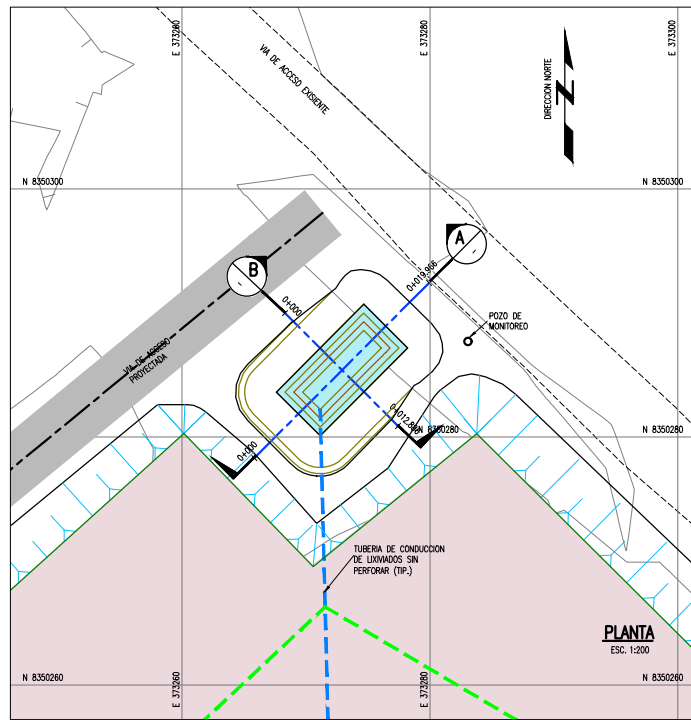 E 373260
E 373280
E 373300
VIA DE ACCESO EXISIENTE
DIRECCION NORTE
N
N 8350300
N 8350300
A
-
0+019.966
B
-
0+000
POZO DE
MONITOREO
VIA DE ACCESO
PROYECTADA
0+012.866
N 8350280
N 8350280
0+000
TUBERIA DE CONDUCCION
DE LIXIVIADOS SIN
PERFORAR (TIP.)
PLANTA
ESC. 1:200
N 8350260
N 8350260
E 373260
E 373280